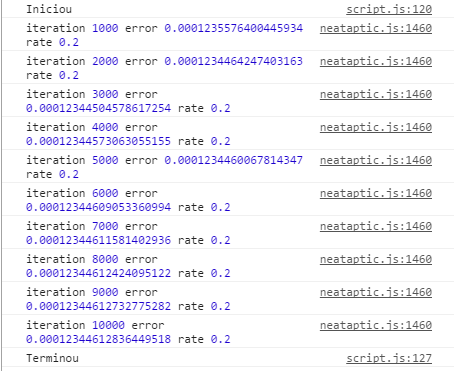 Iniciou script.js:120
iteration 1000 error 0.0001235576400445934 neataptic.js:1460
rate 0.2
iteration 2000 error 0.0001234464247403163 neataptic.js:1460
rate 0.2
iteration 3000 error neataptic.js:1460
0.00012344504578617254 rate 0.2
iteration 4000 error neataptic.js:1460
0.00012344573063055155 rate 0.2
iteration 5000 error 0.0001234460067814347 neataptic.js:1460
rate 0.2
iteration 6000 error neataptic.js:1460
0.00012344609053360994 rate 0.2
iteration 7000 error neataptic.js:1460
0.00012344611581402936 rate 0.2
iteration 8000 error neataptic.js:1460
0.00012344612424095122 rate 0.2
iteration 9000 error neataptic.js:1460
0.00012344612732775282 rate 0.2
iteration 10000 error neataptic.js:1460
0.00012344612836449518 rate 0.2
Terminou script.js:127